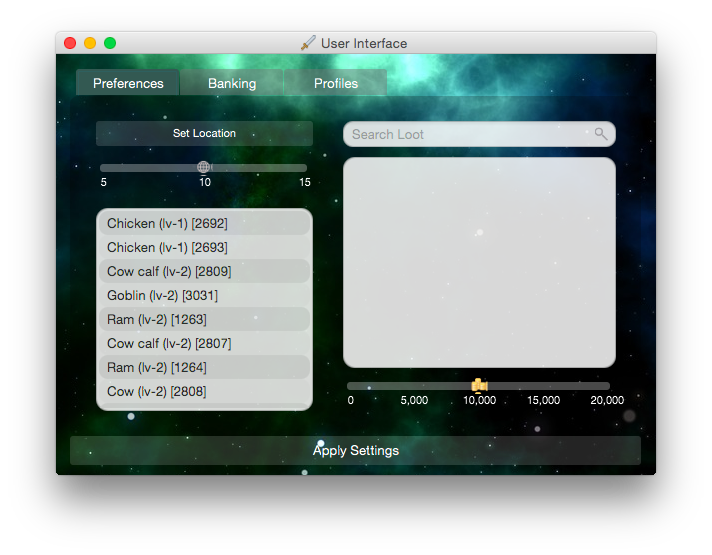 User Interface
Preferences Banking Profiles
Set Location
5 10 15
Chicken (lv-1) [2692]
Chicken (lv-1) [2693]
Cow calf (lv-2) [2809]
Goblin (lv-2) [3031]
Ram (lv-2) [1263]
Cow calf (lv-2) [2807]
Ram (lv-2) [1264]
Cow (lv-2) [2808]
Search Loot
0 5,000 10,000 15,000 20,000
Apply Settings